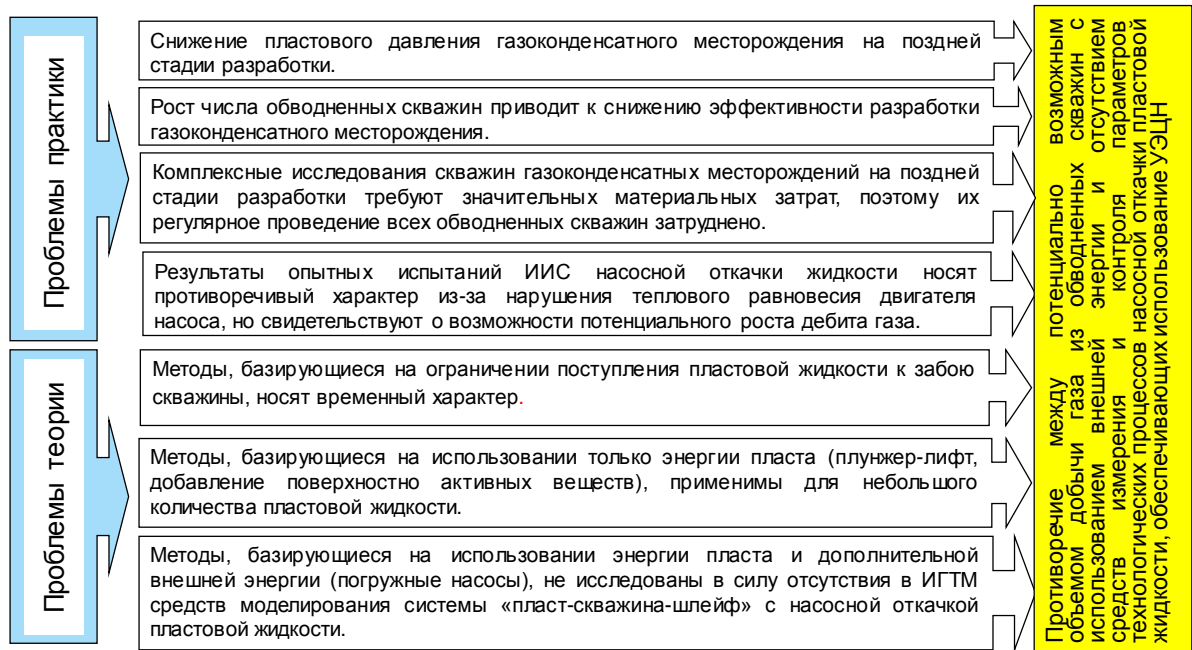 Проблемы практики
Снижение пластового давления газоконденсатного месторождения на поздней
стадии разработки.
Рост числа обводненных скважин приводит к снижению эффективности разработки
газоконденсатного месторождения.
Комплексные исследования скважин газоконденсатных месторождений на поздней
стадии разработки требуют значительных материальных затрат, поэтому их
регулярное проведение всех обводненных скважин затруднено.
Результаты опытных испытаний ИИС насосной откачки жидкости носят
противоречивый характер из-за нарушения теплового равновесия двигателя
насоса, но свидетельствуют о возможности потенциального роста дебита газа.
Проблемы теории
Методы, базирующиеся на ограничении поступления пластовой жидкости к забою
скважины, носят временный характер.
Методы, базирующиеся на использовании только энергии пласта (плунжер-лифт,
добавление поверхностно активных веществ), применимы для небольшого
количества пластовой жидкости.
Методы, базирующиеся на использовании энергии пласта и дополнительной
внешней энергии (погружные насосы), не исследованы в силу отсутствия в ИГТМ
средств моделирования системы «пласт-скважина-шлейф» с насосной откачкой
пластовой жидкости.
Противоречие между потенциально возможным
объемом добычи газа из обводненных скважин с
использованием внешней энергии и отсутствием
средств измерения и контроля параметров
технологических процессов насосной откачки пластовой
жидкости, обеспечивающих использование УЭЦН